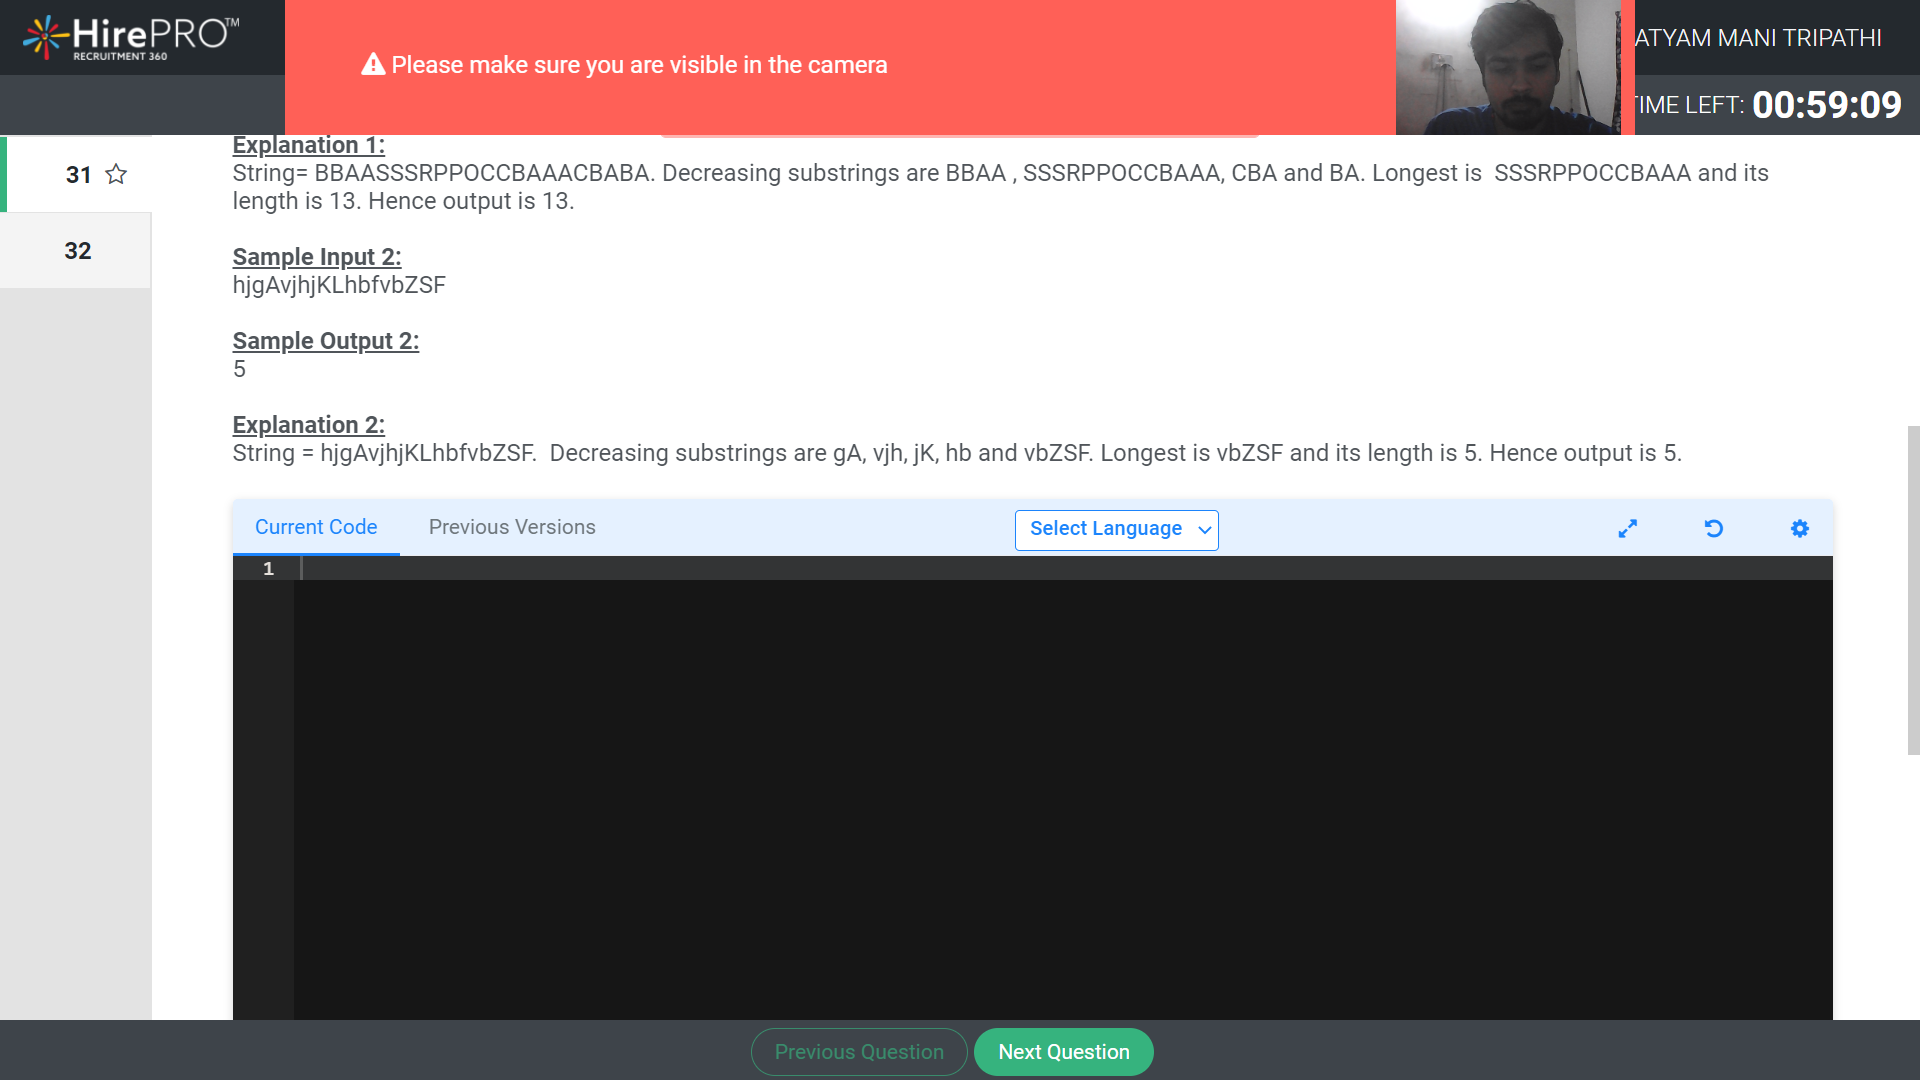 HirePRO™
RECRUITMENT 360
Please make sure you are visible in the camera
ATYAM MANI TRIPATHI
TIME LEFT: 00:59:09
31
32
Explanation 1:
String= BBAASSSRPPOCCBAAACBABA. Decreasing substrings are BBAA , SSSRPPOCCBAAA, CBA and BA. Longest is  SSSRPPOCCBAAA and its
length is 13. Hence output is 13.
Sample Input 2:
hjgAvjhjKLhbfvbZSF
Sample Output 2:
5
Explanation 2:
String = hjgAvjhjKLhbfvbZSF.  Decreasing substrings are gA, vjh, jK, hb and vbZSF. Longest is vbZSF and its length is 5. Hence output is 5.
Current Code
Previous Versions
Select Language
1
Previous Question
Next Question